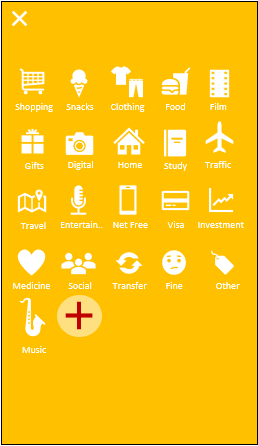 Shopping Snacks Clothing Food Film
Gifts Digital Home Study Traffic
Travel Entertain.. Net Free Visa Investment
Medicine Social Transfer Fine Other
Music